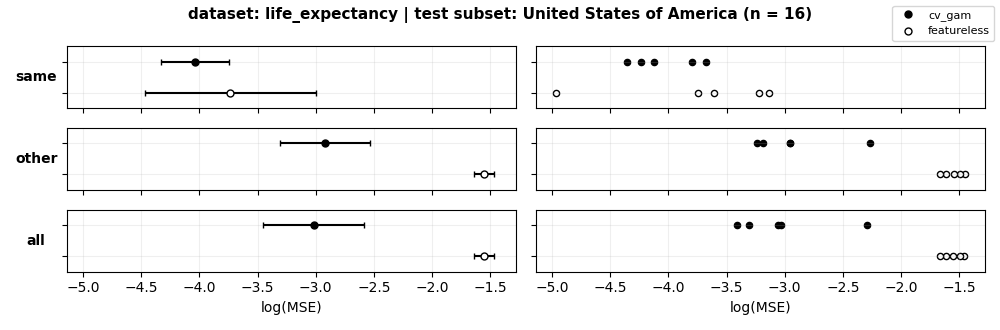 dataset: life_expectancy | test subset: United States of America (n = 16)
cv_gam
featureless
same
other
all
−5.0 −4.5 −4.0 −3.5 −3.0 −2.5 −2.0 −1.5
−5.0 −4.5 −4.0 −3.5 −3.0 −2.5 −2.0 −1.5
log(MSE)
log(MSE)